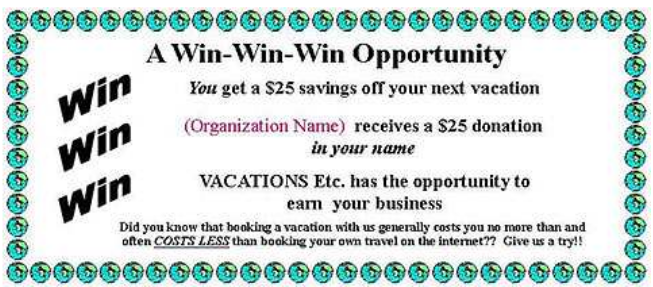 A Win-Win-Win Opportunity
Win
You get a $25 savings off your next vacation
Win
(Organization Name) receives a $25 donation
in your name
Win
VACATIONS Etc. has the opportunity to
earn your business
Did you know that booking a vacation with us generally costs you no more than and
often COSTS LESS than booking your own travel on the internet?? Give us a try!!